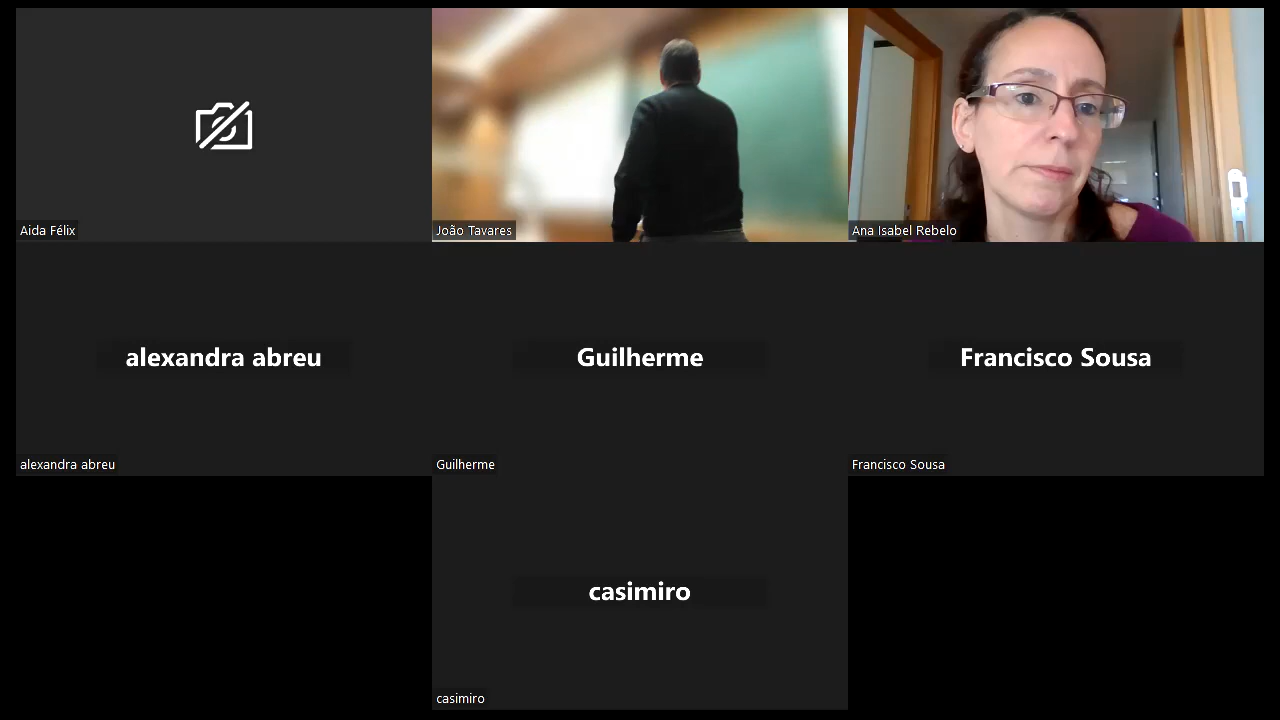 Aida Félix
João Tavares
Ana Isabel Rebelo
alexandra abreu
Guilherme
Francisco Sousa
alexandra abreu
Guilherme
Francisco Sousa
casimiro
casimiro